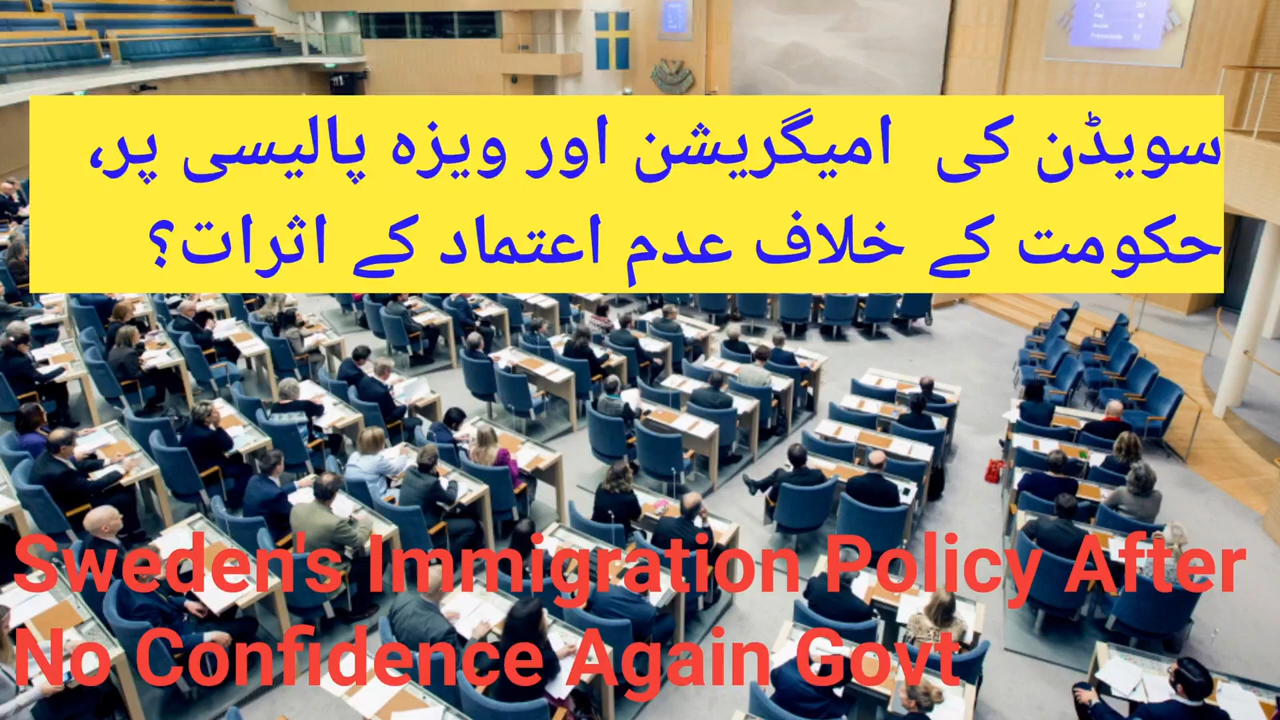 سویڈن کی امیگریشن اور ویزہ پالیسی پر،
حکومت کے خلاف عدم اعتماد کے اثرات؟
Sweden's Immigration Policy After
No Confidence Again Govt